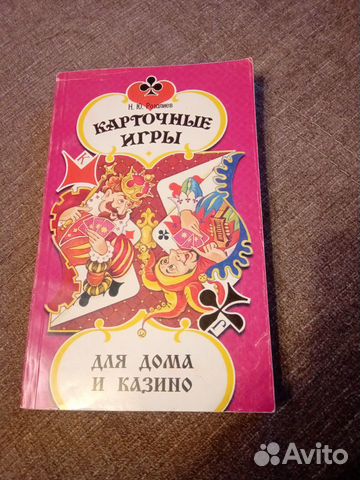 Н. Ю. Розалиев
КАРТОЧНЫЕ
ИГРЫ
К
J
ДЛЯ ДОМА
И КАЗИНО
Avito